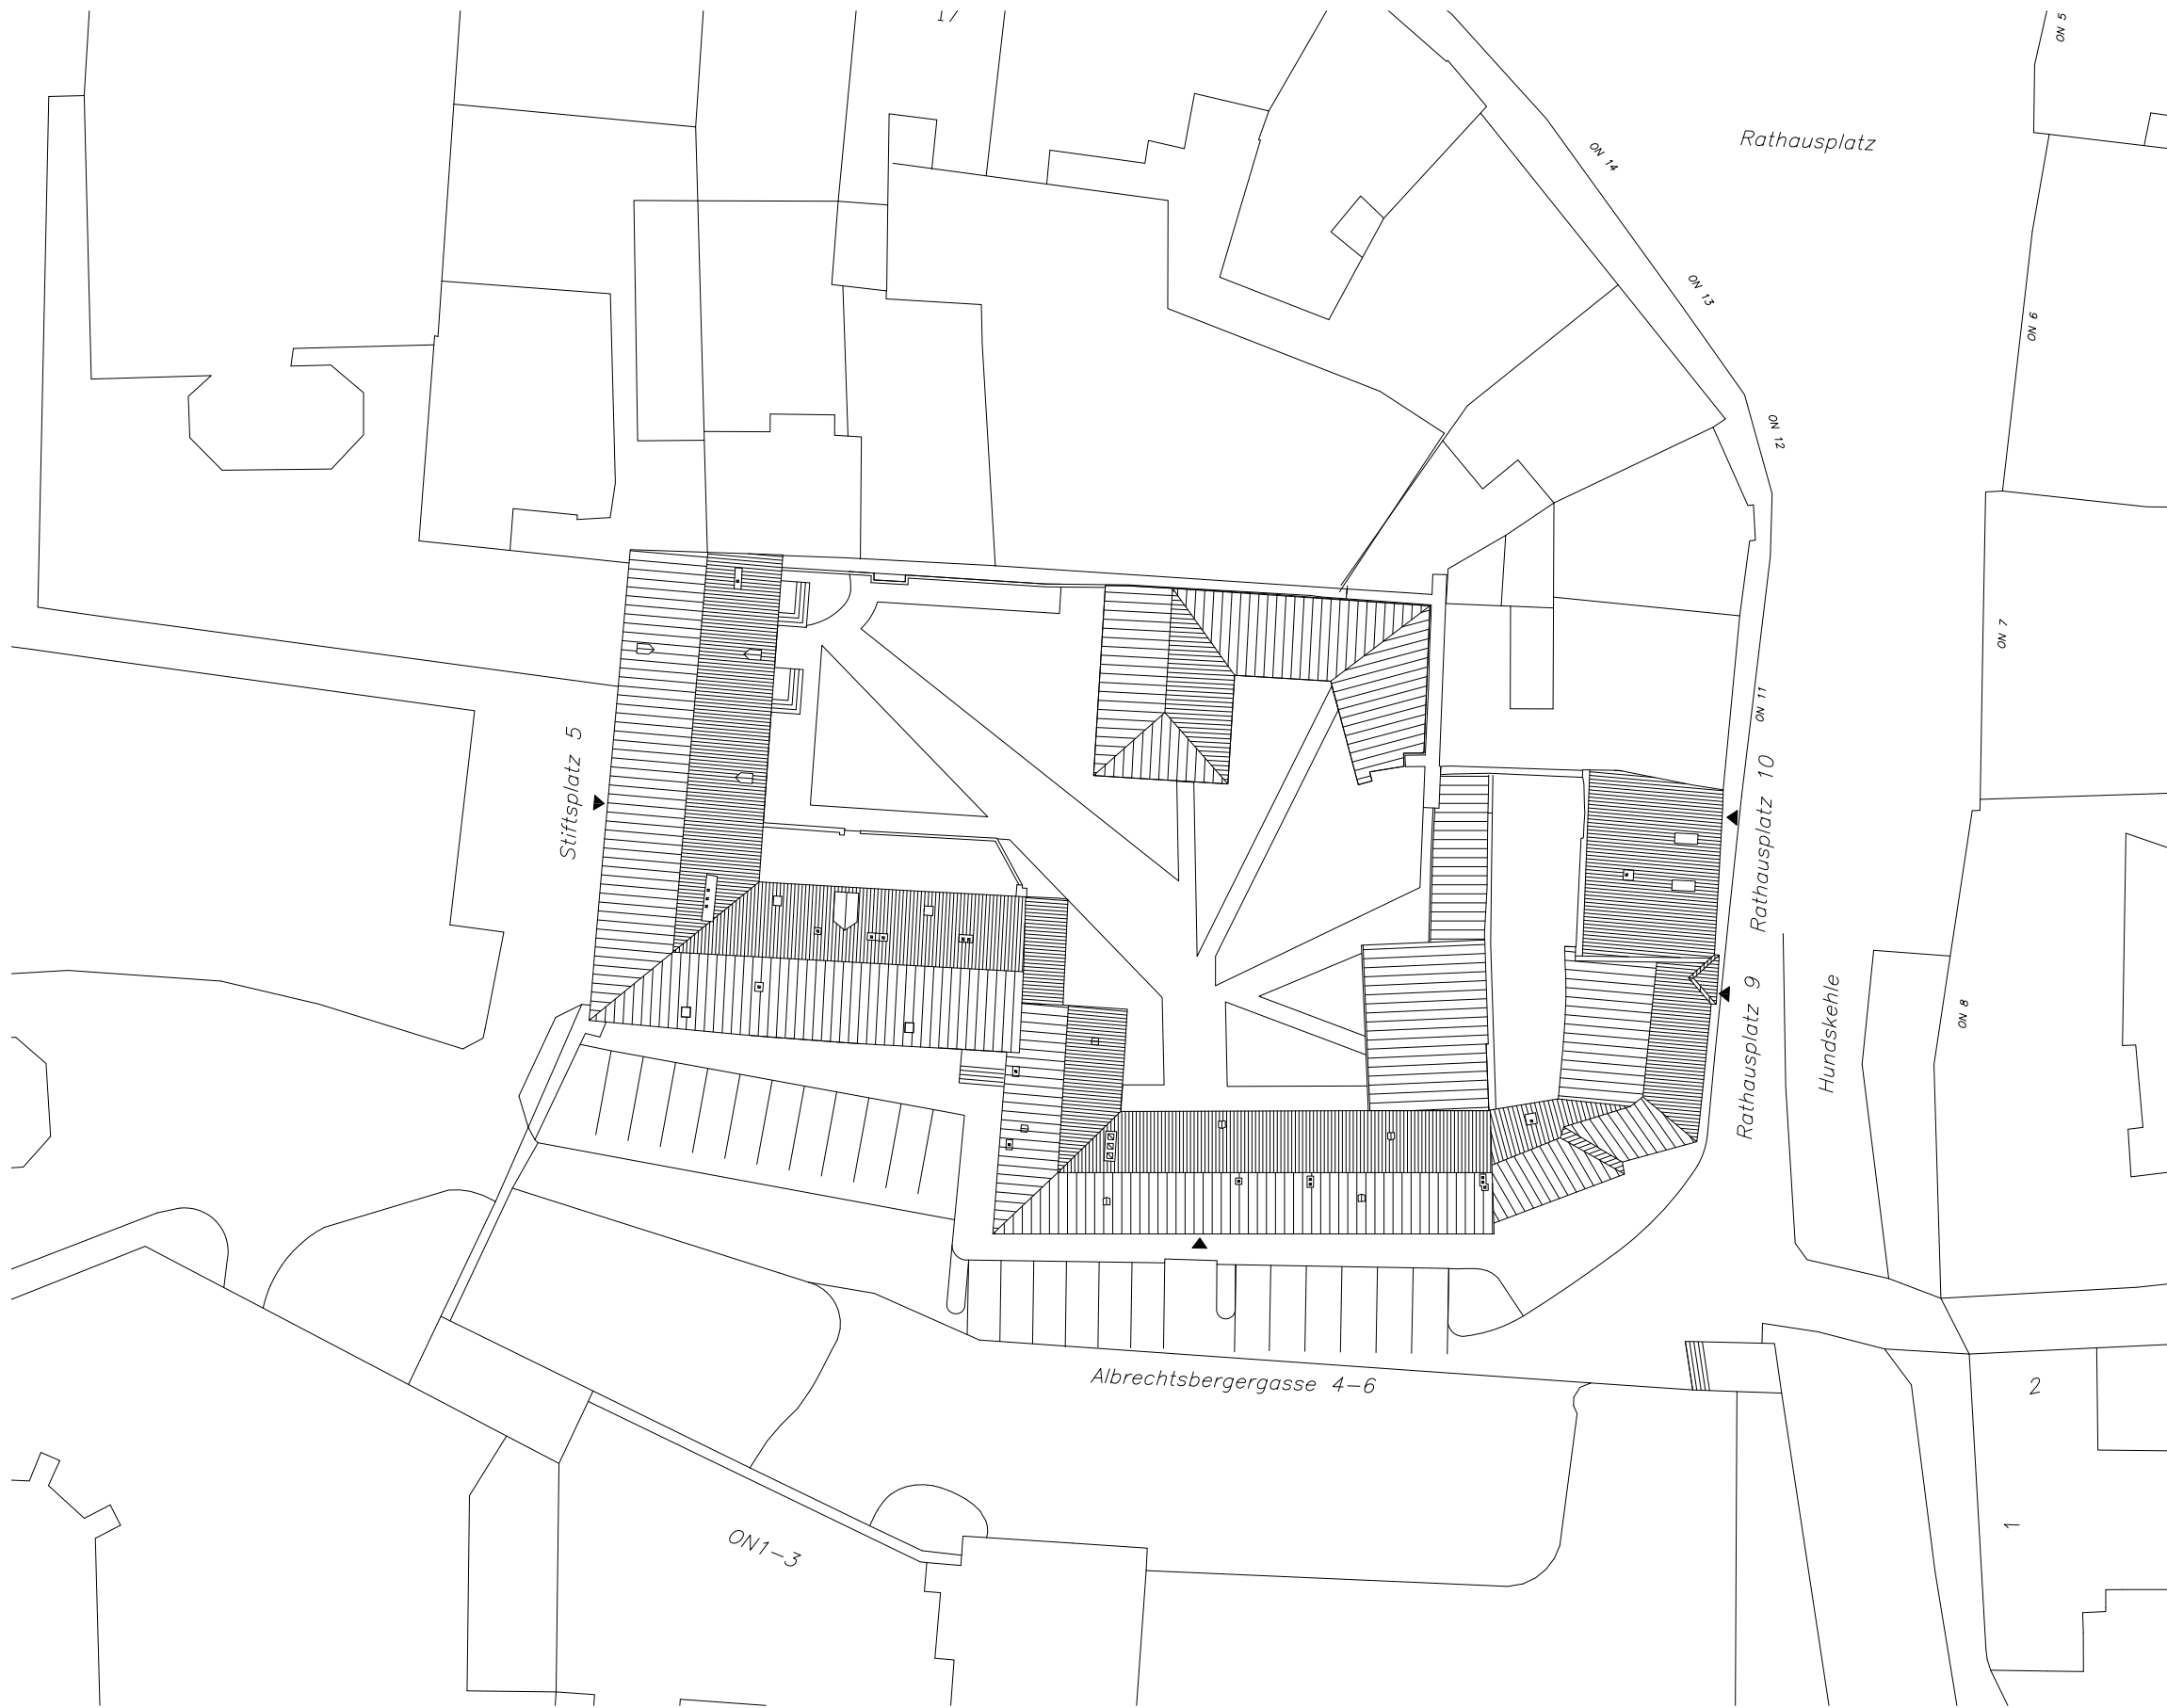 17
ON 5
Rathausplatz
ON 14
ON 13
ON 6
ON 12
ON 7
ON 11
Stiftsplatz 5
Rathausplatz 10
Rathausplatz 9
Hundskehle
ON 8
Albrechtsbergergasse 4-6
2
1
ON1-3